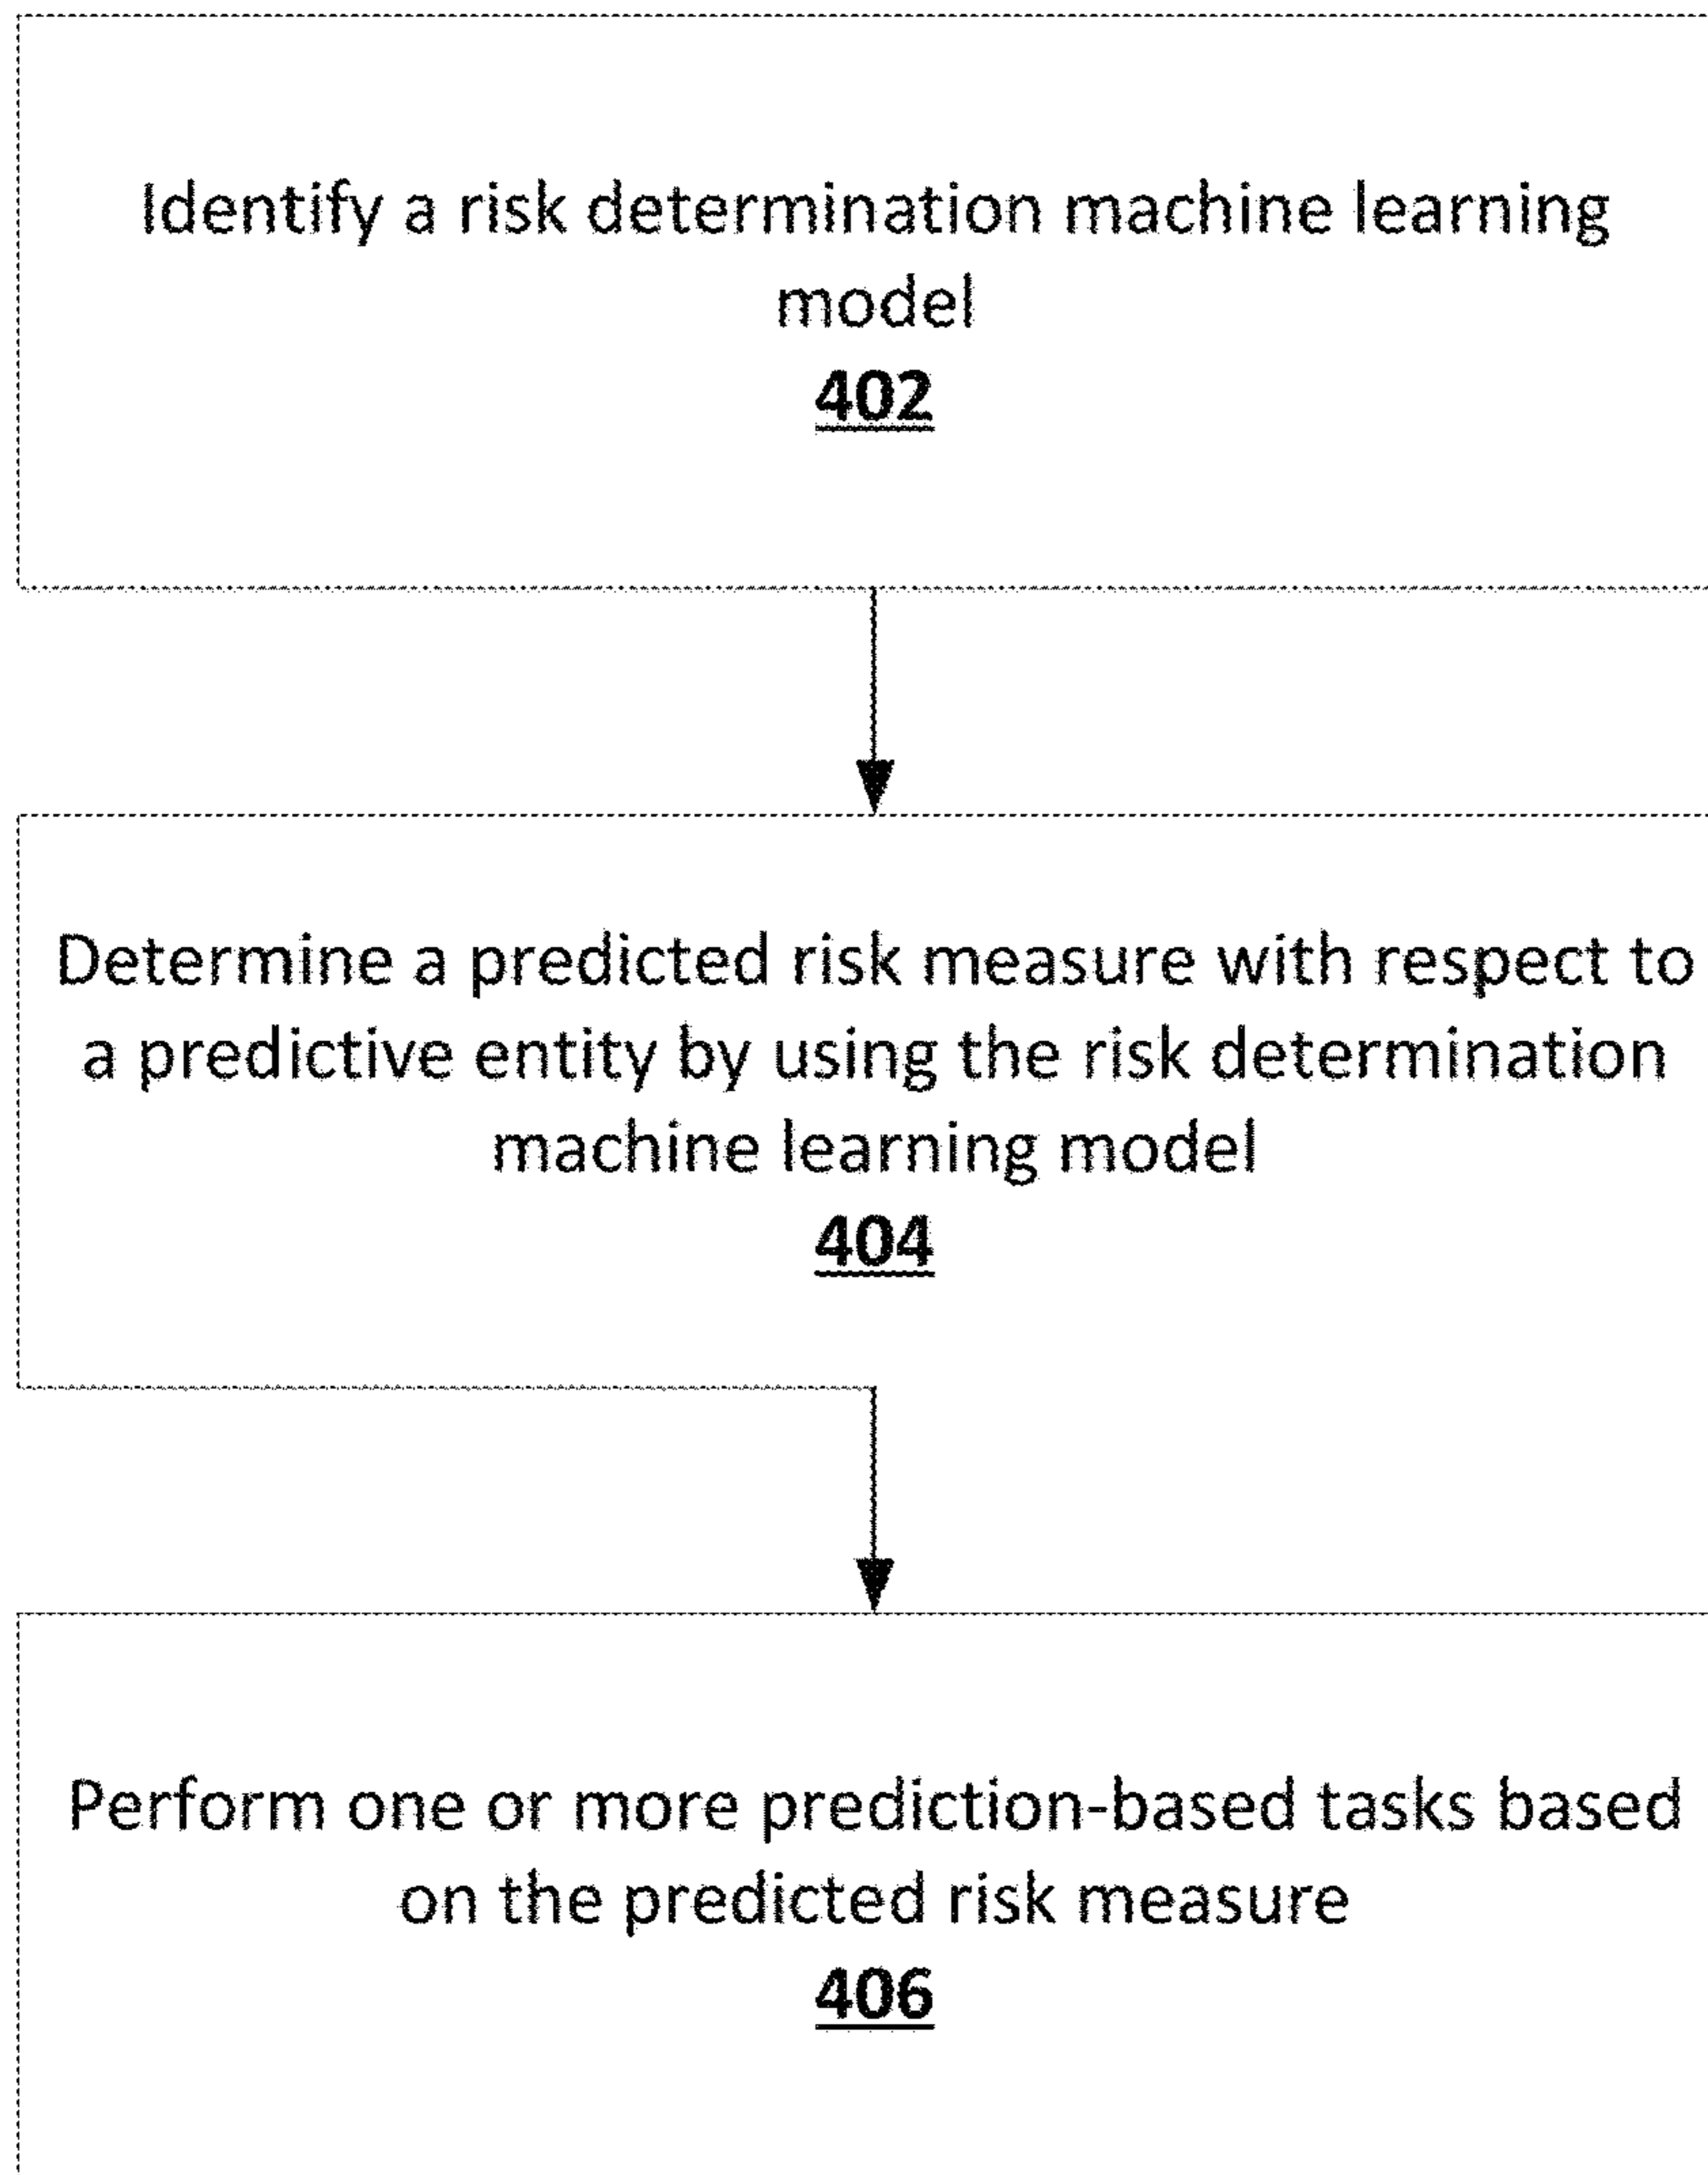 Identify a risk determination machine learning
model
402
Determine a predicted risk measure with respect to
a predictive entity by using the risk determination
machine learning model
404
Perform one or more prediction-based tasks based
on the predicted risk measure
406